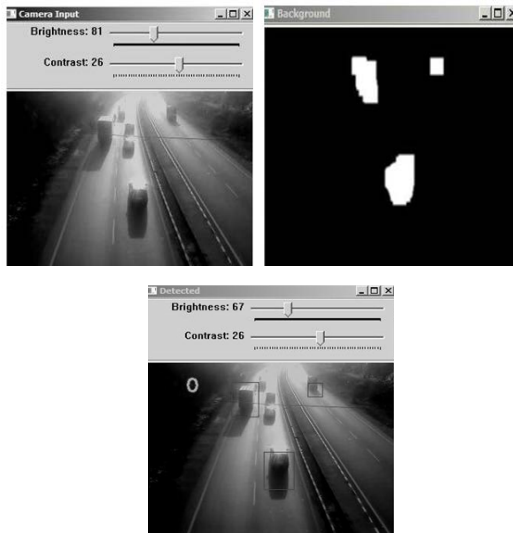 Camera Input
Brightness: 81
Contrast: 26
Background
Detected
Brightness: 67
Contrast: 26
0